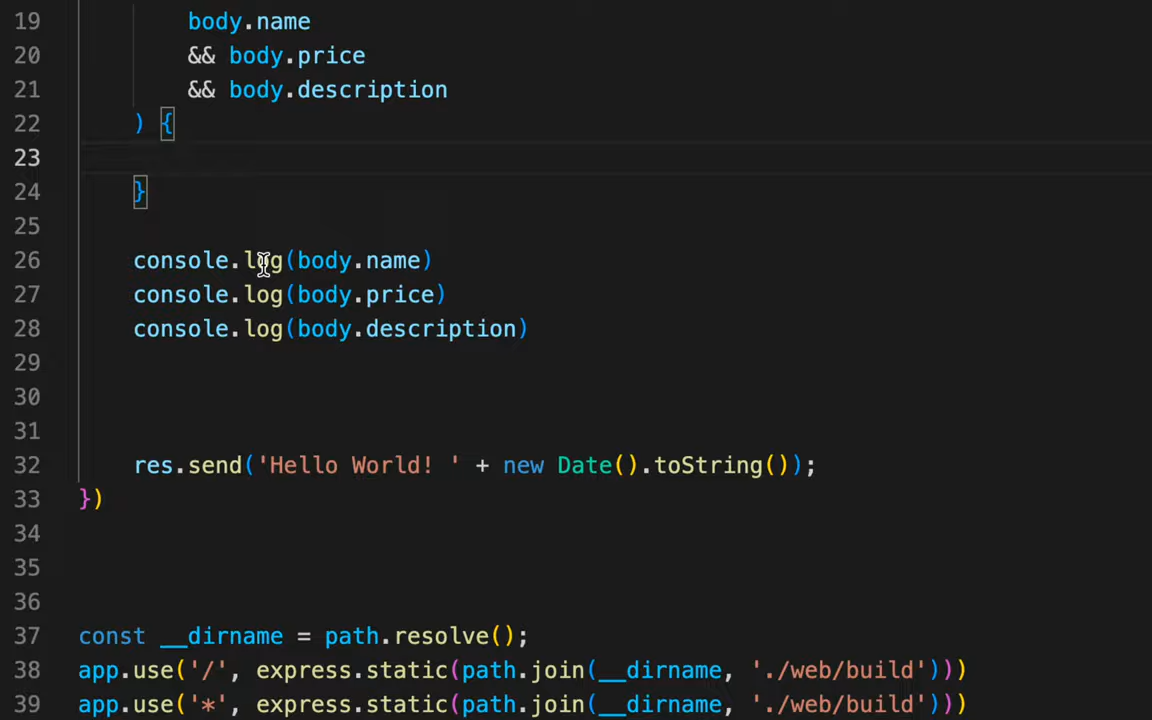 19 body.name
20 && body.price
21 && body.description
22 ) {
23
24 }
25
26 console.log(body.name)
27 console.log(body.price)
28 console.log(body.description)
29
30
31
32 res.send('Hello World! ' + new Date().toString());
33 })
34
35
36
37 const __dirname = path.resolve();
38 app.use('/', express.static(path.join(__dirname, './web/build')))
39 app.use('*', express.static(path.join(__dirname, './web/build')))